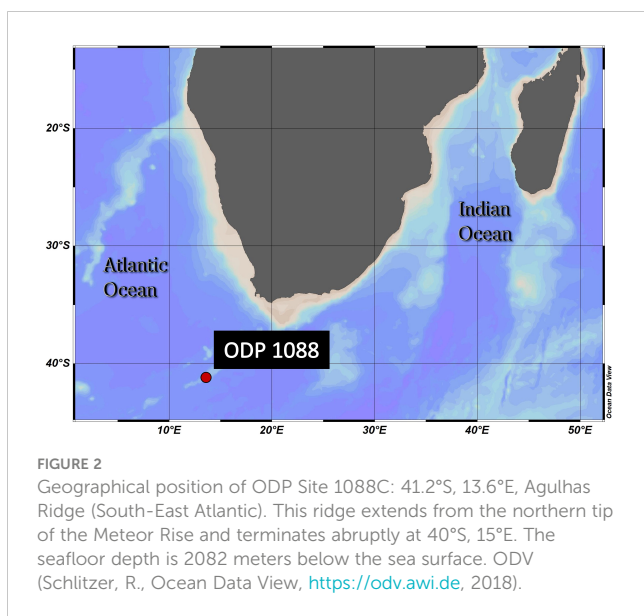 20°S
30°S
40°S
Atlantic
Ocean
Indian
Ocean
ODP 1088
Ocean Data View
10°E
20°E
30°E
40°E
50°E
FIGURE 2
Geographical position of ODP Site 1088C: 41.2°S, 13.6°E, Agulhas
Ridge (South-East Atlantic). This ridge extends from the northern tip
of the Meteor Rise and terminates abruptly at 40°S, 15°E. The
seafloor depth is 2082 meters below the sea surface. ODV
(Schlitzer, R., Ocean Data View, https://odv.awi.de, 2018).